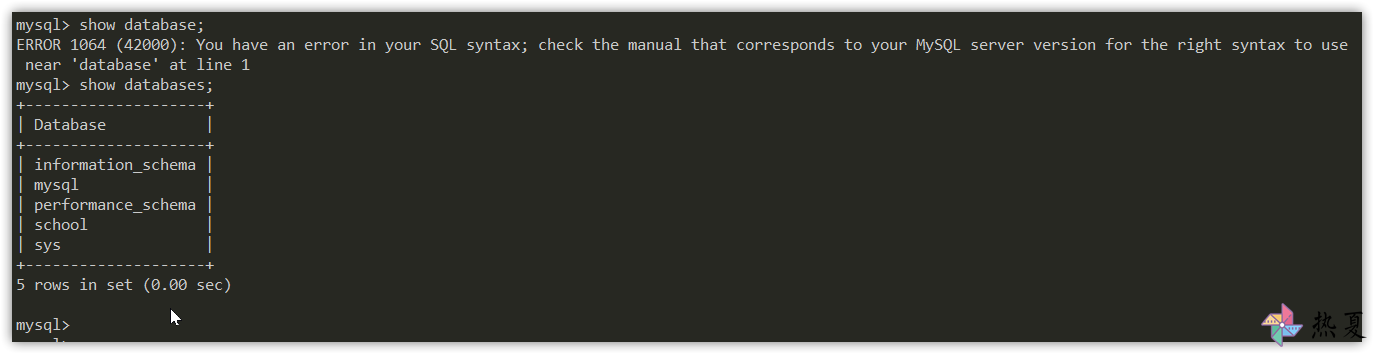 mysql> show database;
ERROR 1064 (42000): You have an error in your SQL syntax; check the manual that corresponds to your MySQL server version for the right syntax to use
near 'database' at line 1
mysql> show databases;
+--------------------+
| Database           |
+--------------------+
| information_schema |
| mysql              |
| performance_schema |
| school             |
| sys                |
+--------------------+
5 rows in set (0.00 sec)
mysql>
热夏